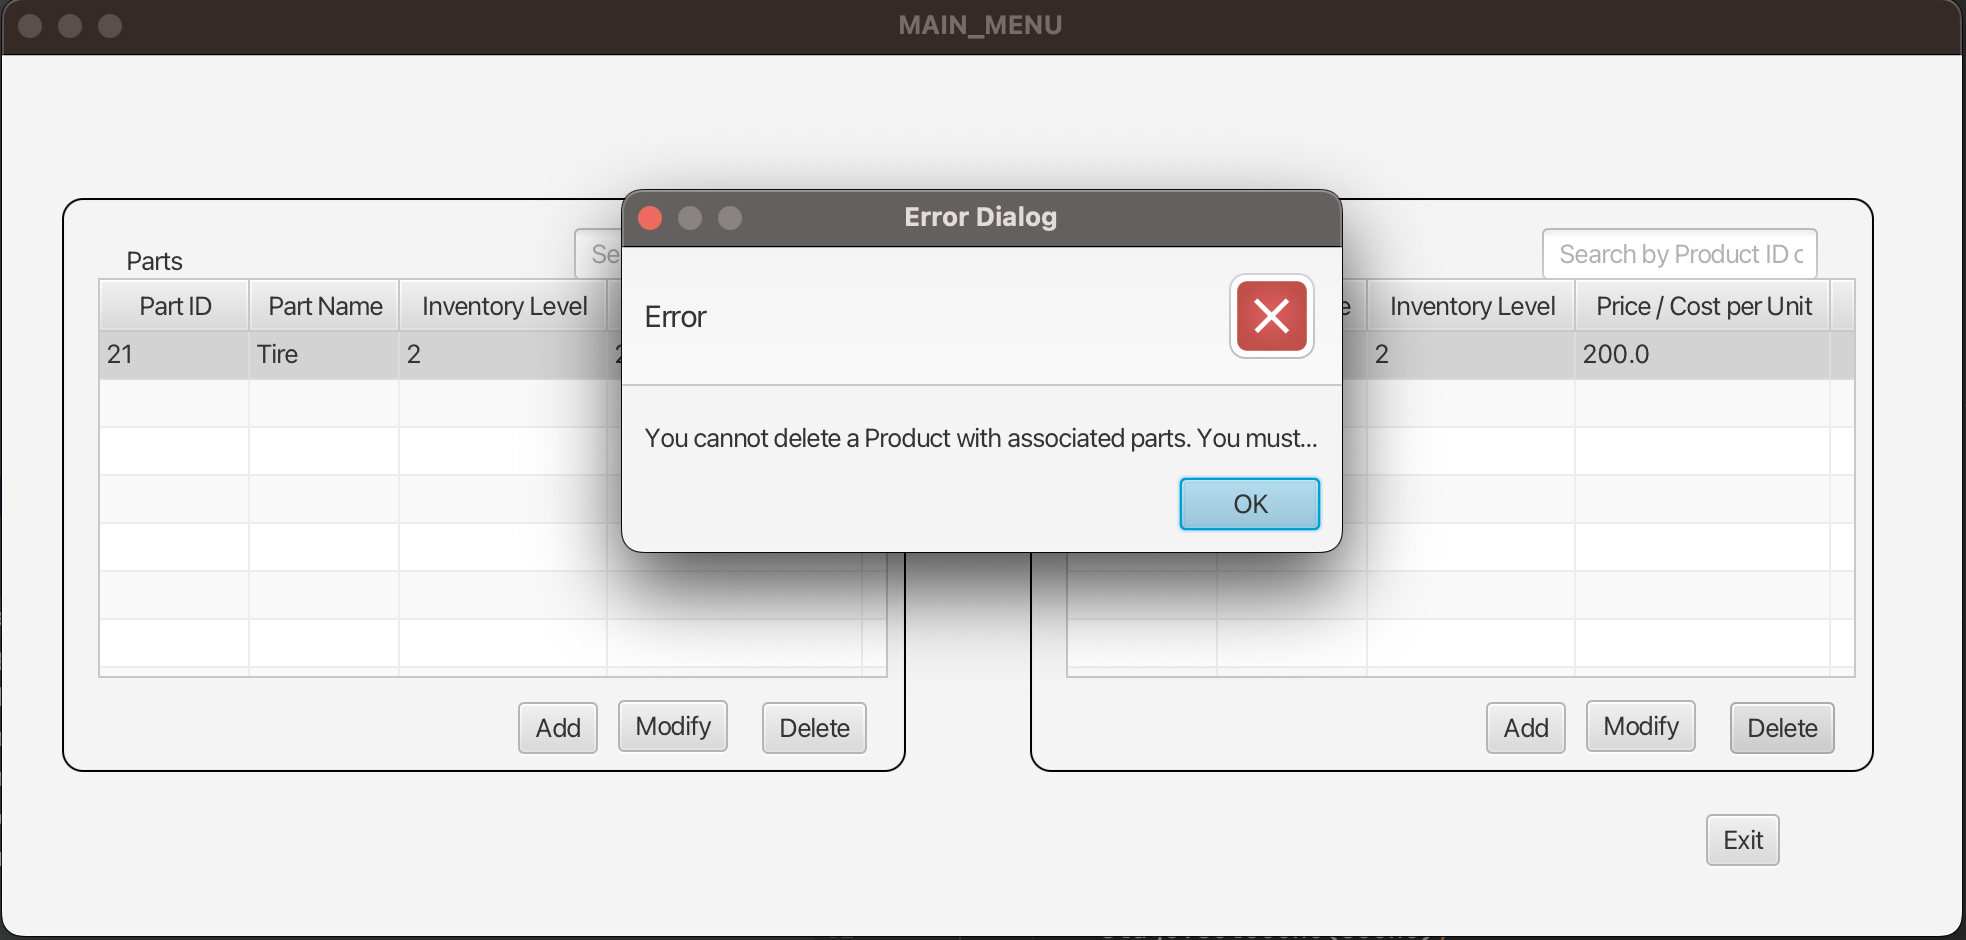 MAIN_MENU
Error Dialog
Error
You cannot delete a Product with associated parts. You must...
OK
Parts
Se
Part ID Part Name Inventory Level
21 Tire 2
Add Modify Delete
Search by Product ID
e Inventory Level Price / Cost per Unit
2 200.0
Add Modify Delete
Exit